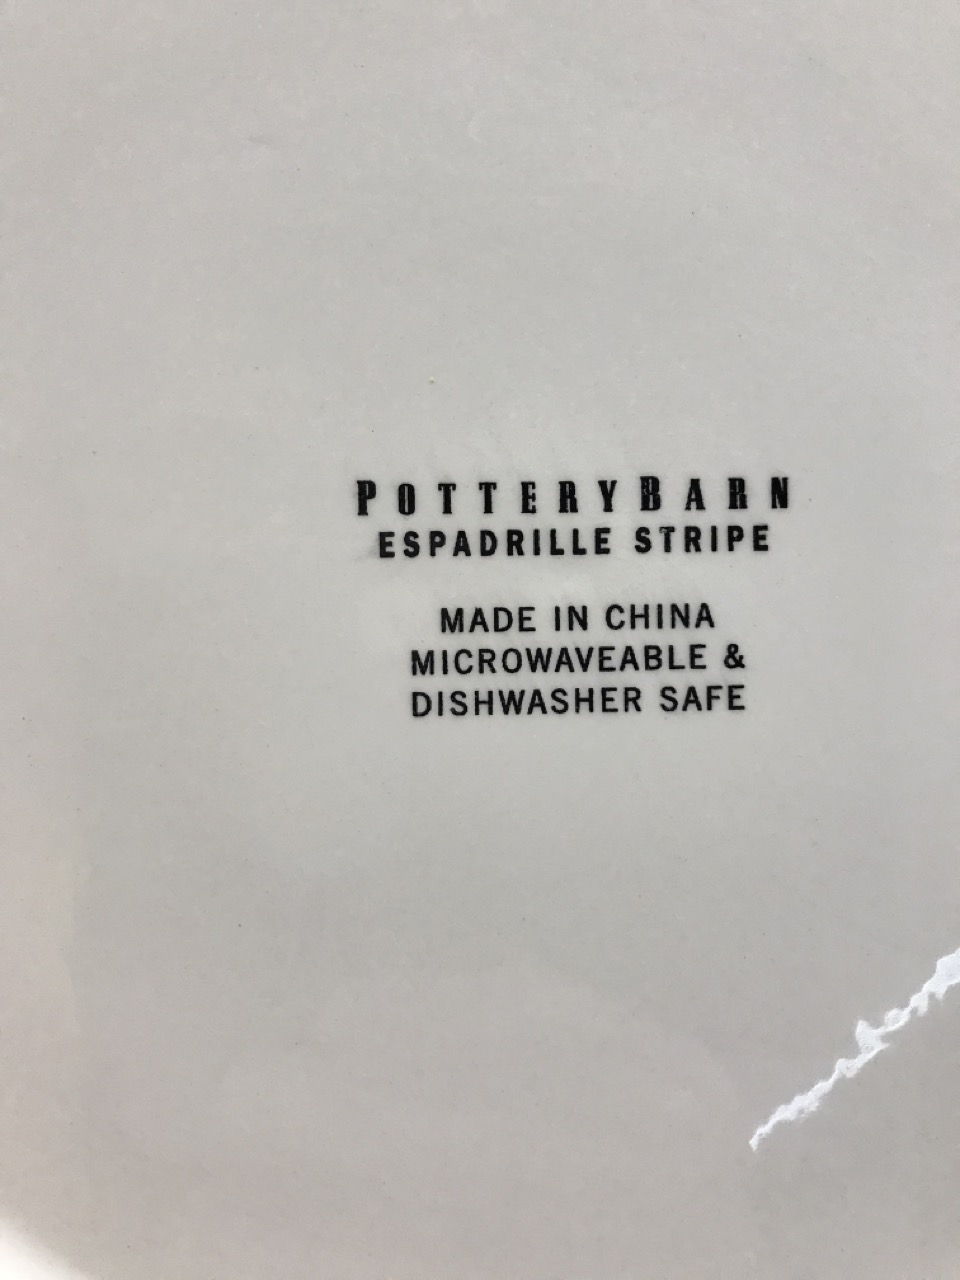 POTTERYBARN
ESPADRILLE STRIPE
MADE IN CHINA
MICROWAVEABLE &
DISHWASHER SAFE